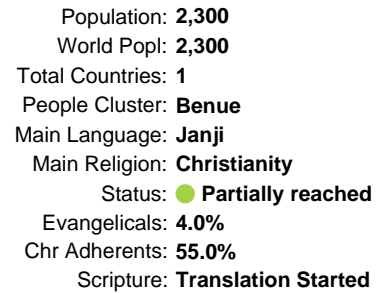 Population: 2,300
World Popl: 2,300
Total Countries: 1
People Cluster: Benue
Main Language: Janji
Main Religion: Christianity
Status: Partially reached
Evangelicals: 4.0%
Chr Adherents: 55.0%
Scripture: Translation Started